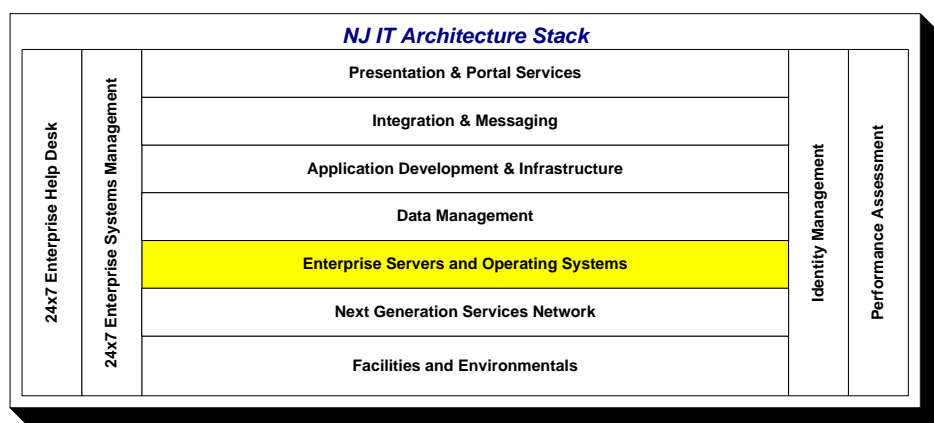 NJ IT Architecture Stack
24x7 Enterprise Help Desk
24x7 Enterprise Systems Management
Presentation & Portal Services
Integration & Messaging
Application Development & Infrastructure
Data Management
Enterprise Servers and Operating Systems
Next Generation Services Network
Facilities and Environmentals
Identity Management
Performance Assessment